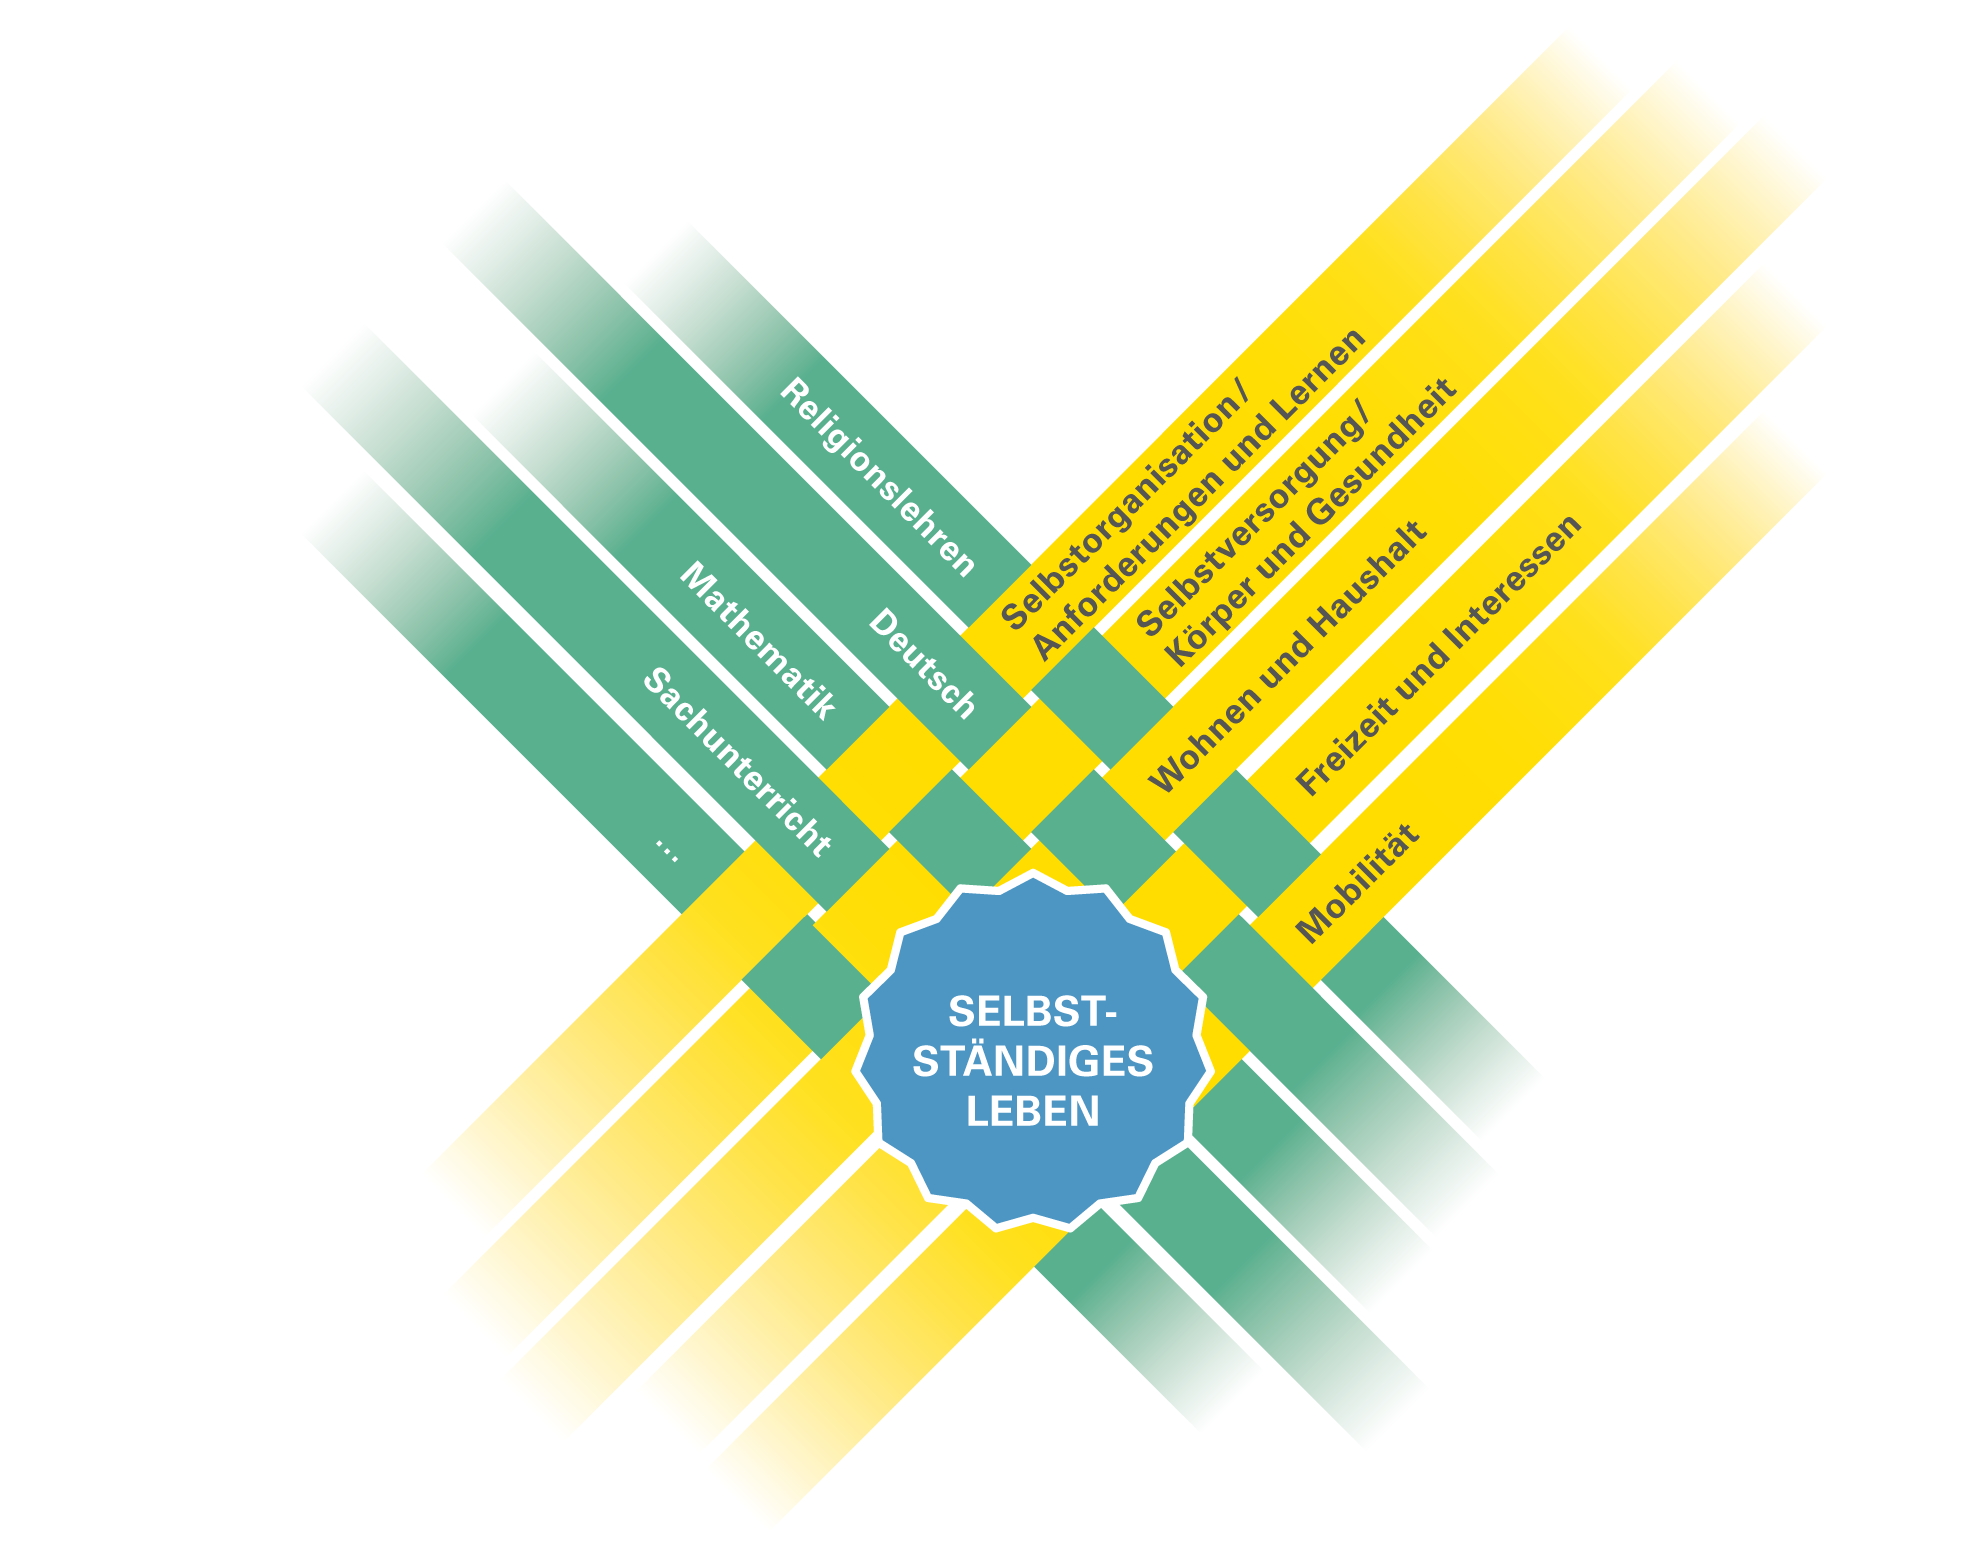 Religionslehren
Deutsch
Mathematik
Sachunterricht
...
Selbstorganisation/
Anforderungen und Lernen
Selbstversorgung/
Körper und Gesundheit
Wohnen und Haushalt
Freizeit und Interessen
Mobilität
SELBST-
STÄNDIGES
LEBEN